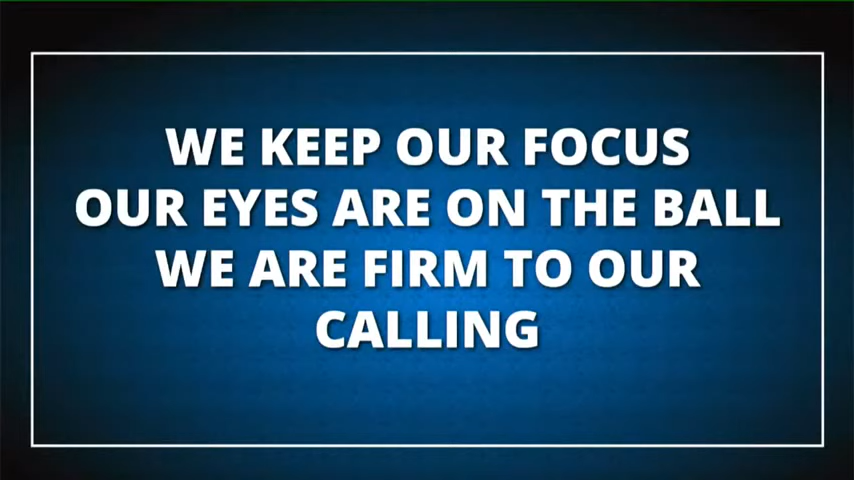 WE KEEP OUR FOCUS
OUR EYES ARE ON THE BALL
WE ARE FIRM TO OUR
CALLING